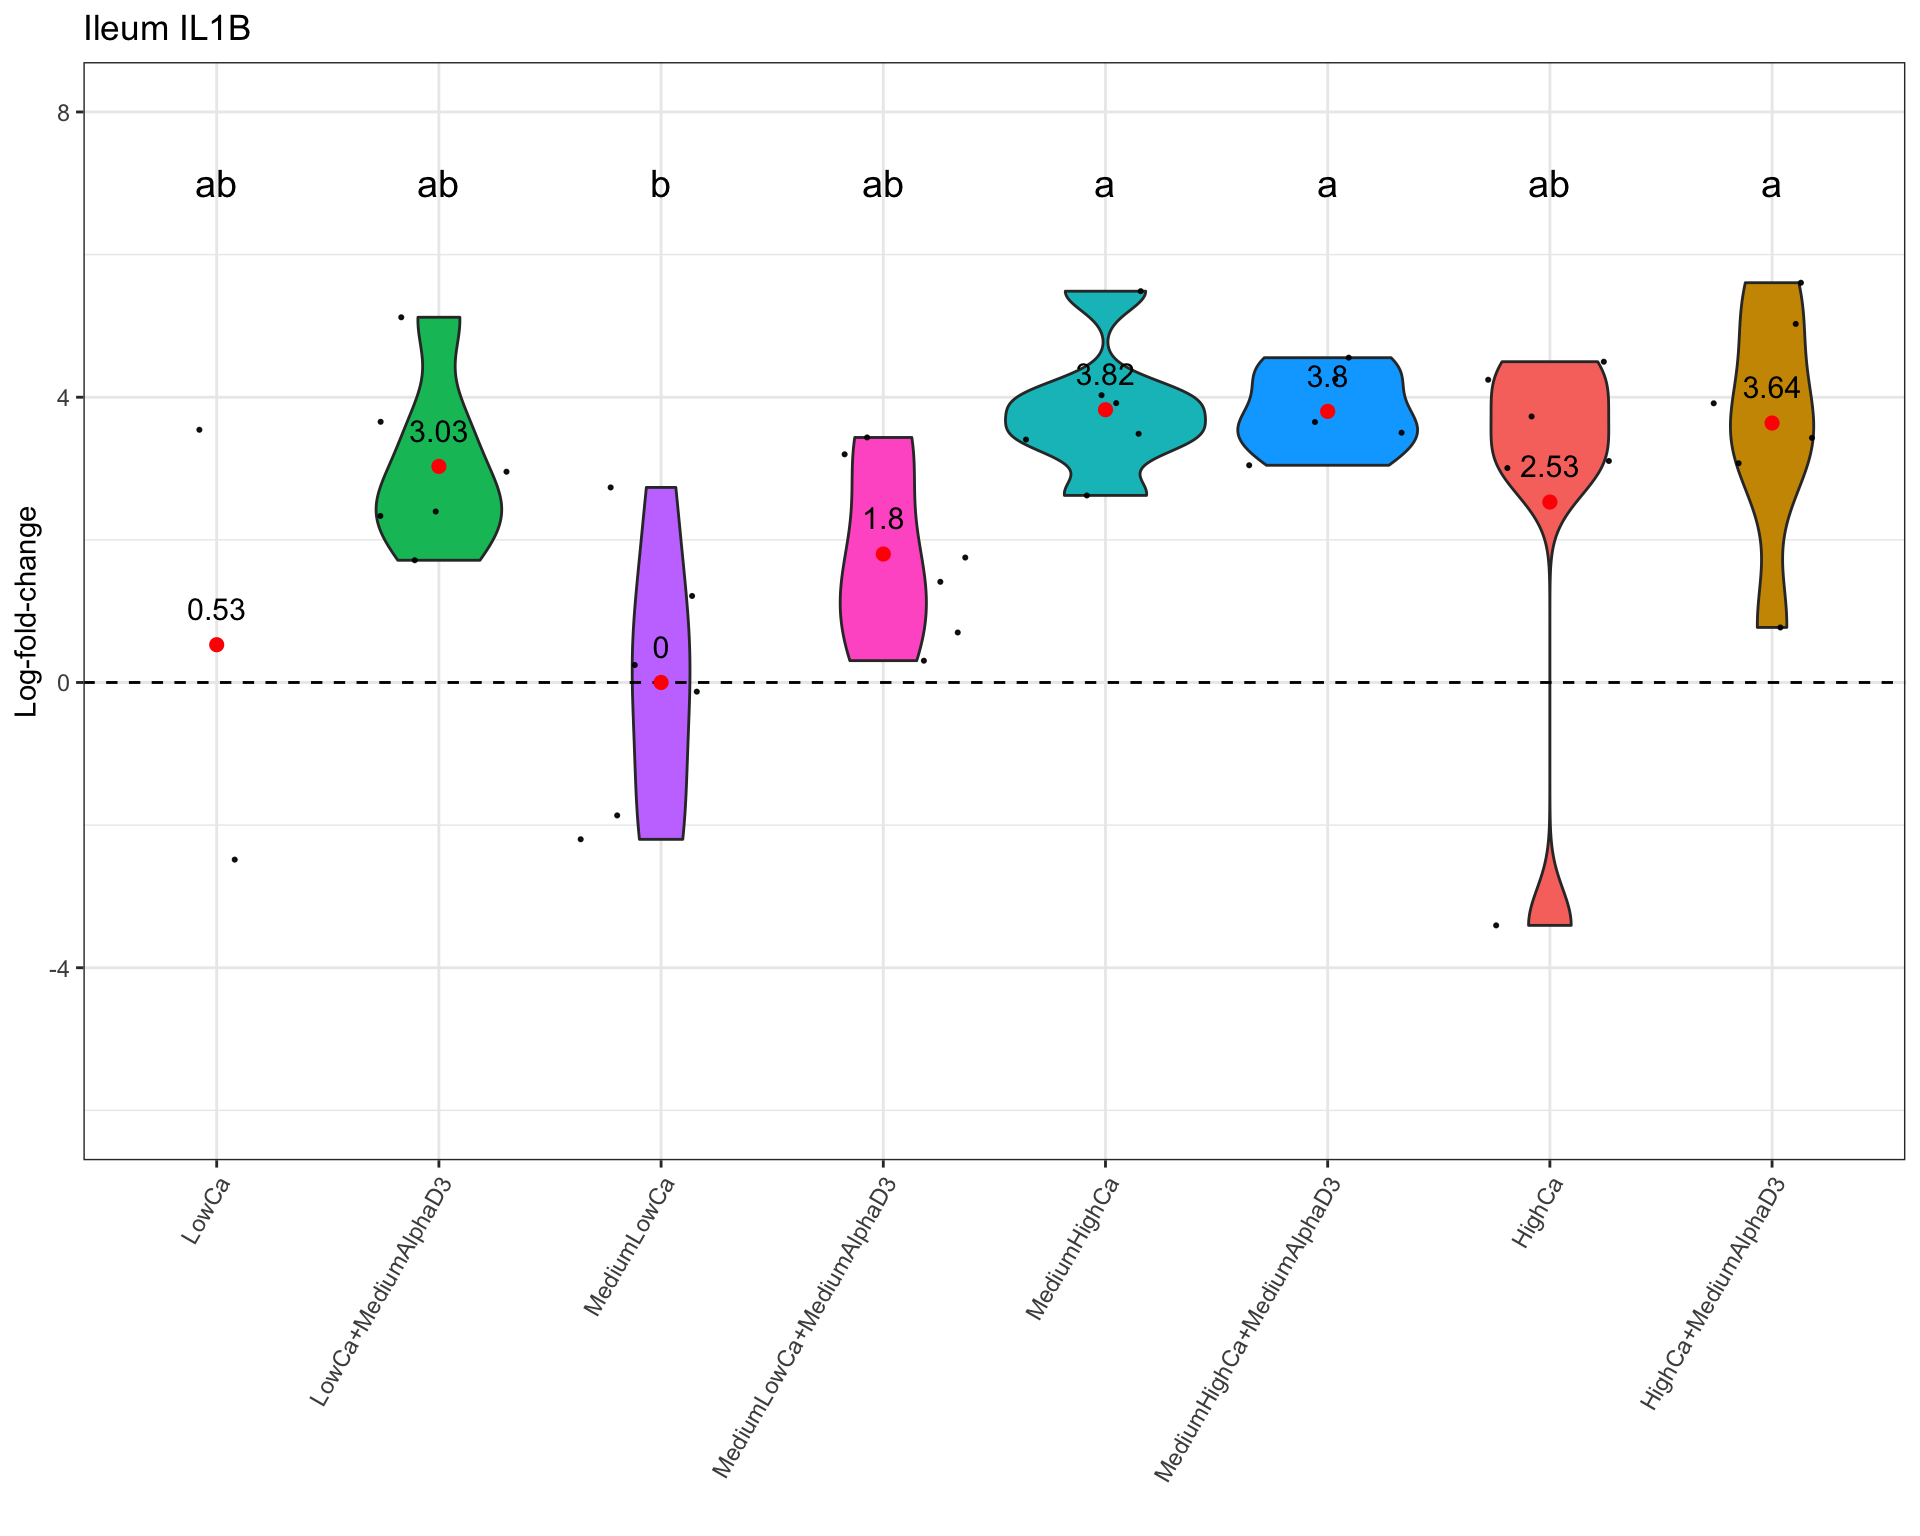 Ileum IL1B
8
ab ab b ab a a ab a
4
3.03
3.82
3.8
2.53
3.64
1.8
0.53
0
0
-4
Log-fold-change
LowCa
LowCa+MediumAlphaD3
MediumLowCa
MediumLowCa+MediumAlphaD3
MediumHighCa
MediumHighCa+MediumAlphaD3
HighCa
HighCa+MediumAlphaD3